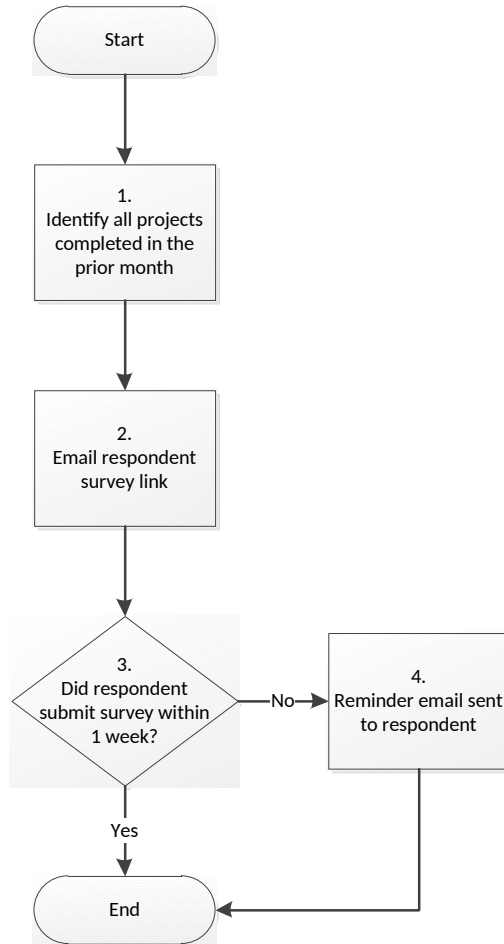 Start
1.
Identify all projects
completed in the
prior month
2.
Email respondent
survey link
3.
Did respondent
submit survey within
1 week?
No
4.
Reminder email sent
to respondent
Yes
End